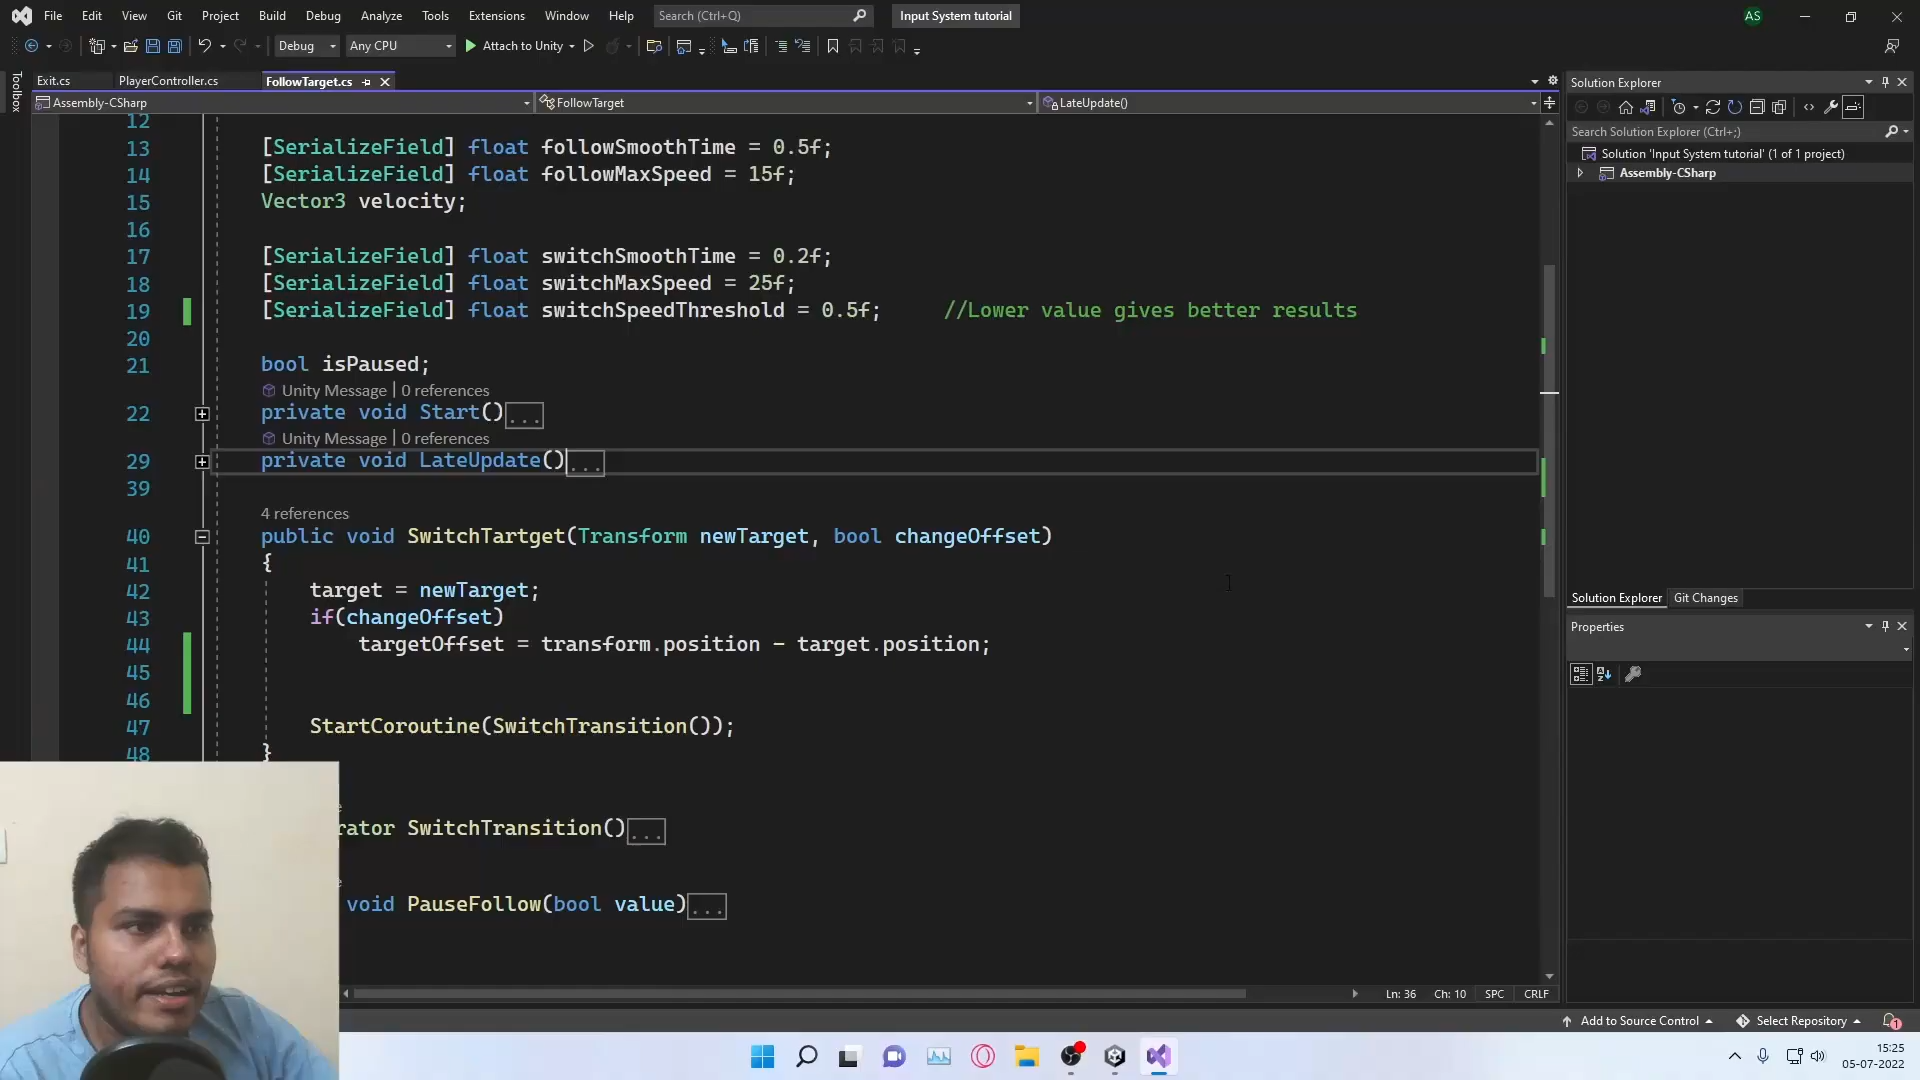 File Edit View Git Project Build Debug Analyze Tools Extensions Window Help Search (Ctrl+Q) Input System tutorial AS
Debug Any CPU Attach to Unity
Toolbox
Exit.cs PlayerController.cs FollowTarget.cs
Assembly-CSharp FollowTarget LateUpdate()
12
13 [SerializeField] float followSmoothTime = 0.5f;
14 [SerializeField] float followMaxSpeed = 15f;
15 Vector3 velocity;
16
17 [SerializeField] float switchSmoothTime = 0.2f;
18 [SerializeField] float switchMaxSpeed = 25f;
19 [SerializeField] float switchSpeedThreshold = 0.5f; //Lower value gives better results
20
21 bool isPaused;
Unity Message | 0 references
22 private void Start()...
Unity Message | 0 references
29 private void LateUpdate()...
39
4 references
40 public void SwitchTartget(Transform newTarget, bool changeOffset)
41 {
42 target = newTarget;
43 if(changeOffset)
44 targetOffset = transform.position - target.position;
45
46
47 StartCoroutine(SwitchTransition());
48 }
rator SwitchTransition()...
void PauseFollow(bool value)...
Ln: 36 Ch: 10 SPC CRLF
Solution Explorer
Search Solution Explorer (Ctrl+;)
Solution 'Input System tutorial' (1 of 1 project)
Assembly-CSharp
Solution Explorer Git Changes
Properties
Add to Source Control Select Repository 1
15:25
05-07-2022